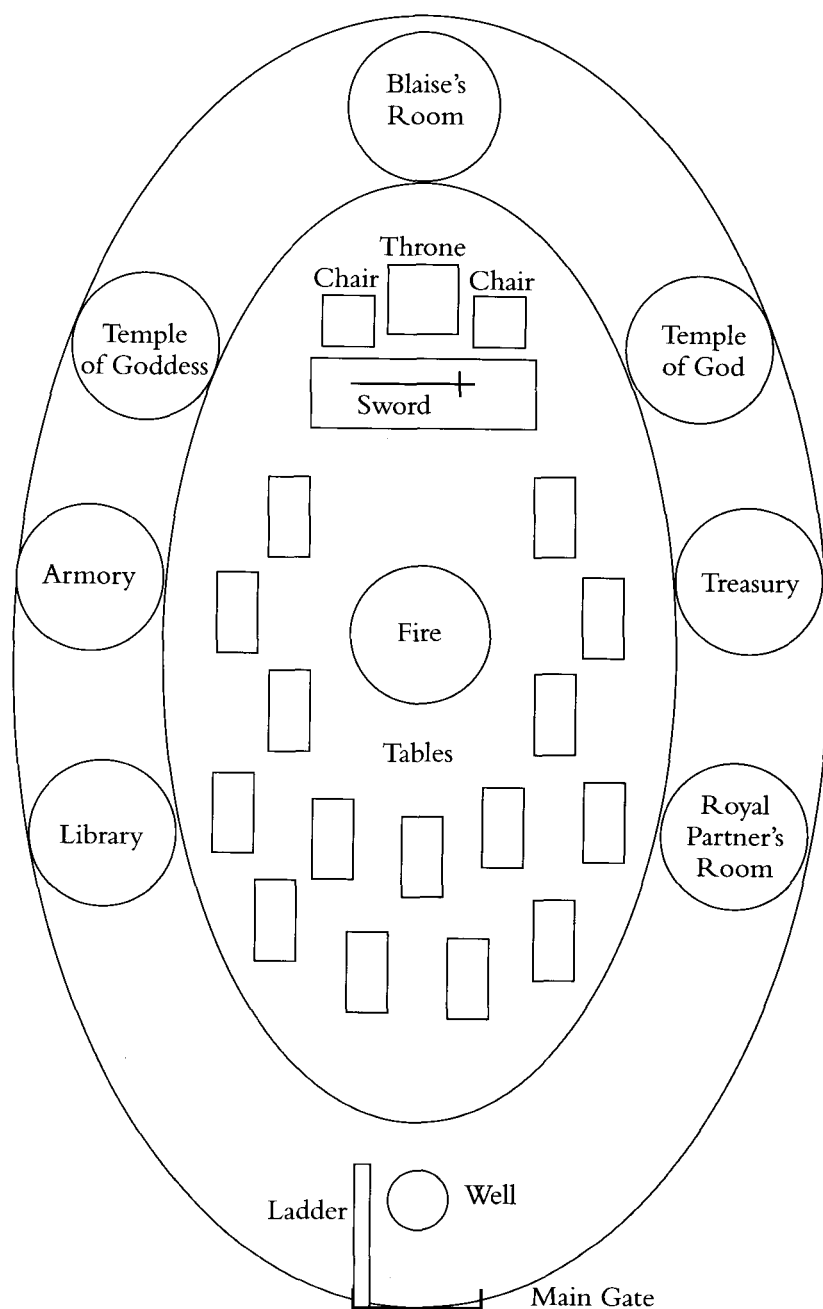 Blaise's
Room
Throne
Chair
Chair
Temple
of Goddess
Temple
of God
Sword
Armory
Treasury
Fire
Tables
Library
Royal
Partner's
Room
Ladder
Well
Main Gate